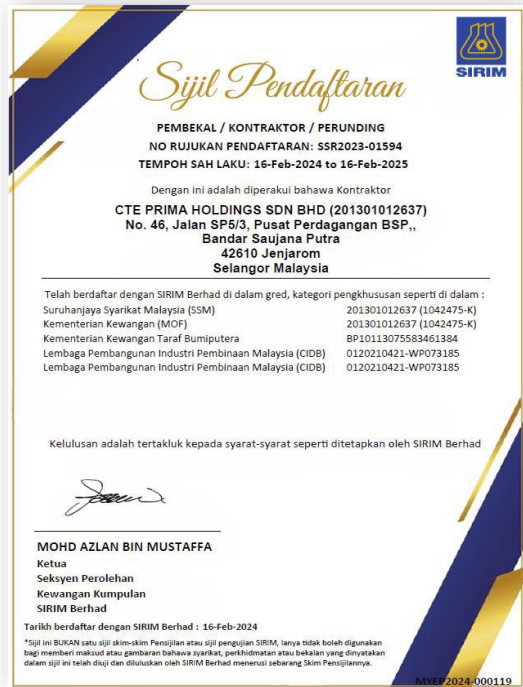 SIRIM
Sijil Pendaftaran
PEMBEKAL / KONTRAKTOR / PERUNDING
NO RUJUKAN PENDAFTARAN: SSR2023-01594
TEMPOH SAH LAKU: 16-Feb-2024 to 16-Feb-2025
Dengan ini adalah diperakui bahawa Kontraktor
CTE PRIMA HOLDINGS SDN BHD (201301012637)
No. 46, Jalan SP5/3, Pusat Perdagangan BSP,,
Bandar Saujana Putra
42610 Jenjarom
Selangor Malaysia
Telah berdaftar dengan SIRIM Berhad di dalam gred, kategori pengkhususan seperti di dalam :
Suruhanjaya Syarikat Malaysia (SSM) 201301012637 (1042475-K)
Kementerian Kewangan (MOF) 201301012637 (1042475-K)
Kementerian Kewangan Taraf Bumiputera BP10113075583461384
Lembaga Pembangunan Industri Pembinaan Malaysia (CIDB) 0120210421-WP073185
Lembaga Pembangunan Industri Pembinaan Malaysia (CIDB) 0120210421-WP073185
Kelulusan adalah tertakluk kepada syarat-syarat seperti ditetapkan oleh SIRIM Berhad
MOHD AZLAN BIN MUSTAFFA
Ketua
Seksyen Perolehan
Kewangan Kumpulan
SIRIM Berhad
Tarikh berdaftar dengan SIRIM Berhad : 16-Feb-2024
*Sijil ini BUKAN satu sijil skim-skim Pensijilan atau sijil pengujian SIRIM, Ianya tidak boleh digunakan
bagi memberi maksud atau gambaran bahawa syarikat, perkhidmatan atau bekalan yang dinyatakan
dalam sijil ini telah diuji dan diluluskan oleh SIRIM Berhad menerusi sebarang Skim Pensijilannya.
MYEP2024-000119